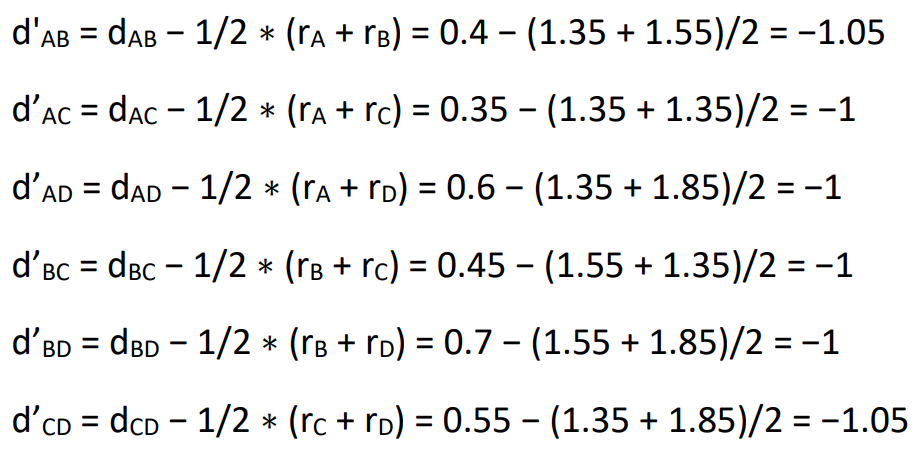 d'AB = dAB − 1/2 ∗ (rA + rB) = 0.4 − (1.35 + 1.55)/2 = −1.05
d’AC = dAC − 1/2 ∗ (rA + rC) = 0.35 − (1.35 + 1.35)/2 = −1
d’AD = dAD − 1/2 ∗ (rA + rD) = 0.6 − (1.35 + 1.85)/2 = −1
d’BC = dBC − 1/2 ∗ (rB + rC) = 0.45 − (1.55 + 1.35)/2 = −1
d’BD = dBD − 1/2 ∗ (rB + rD) = 0.7 − (1.55 + 1.85)/2 = −1
d’CD = dCD − 1/2 ∗ (rC + rD) = 0.55 − (1.35 + 1.85)/2 = −1.05